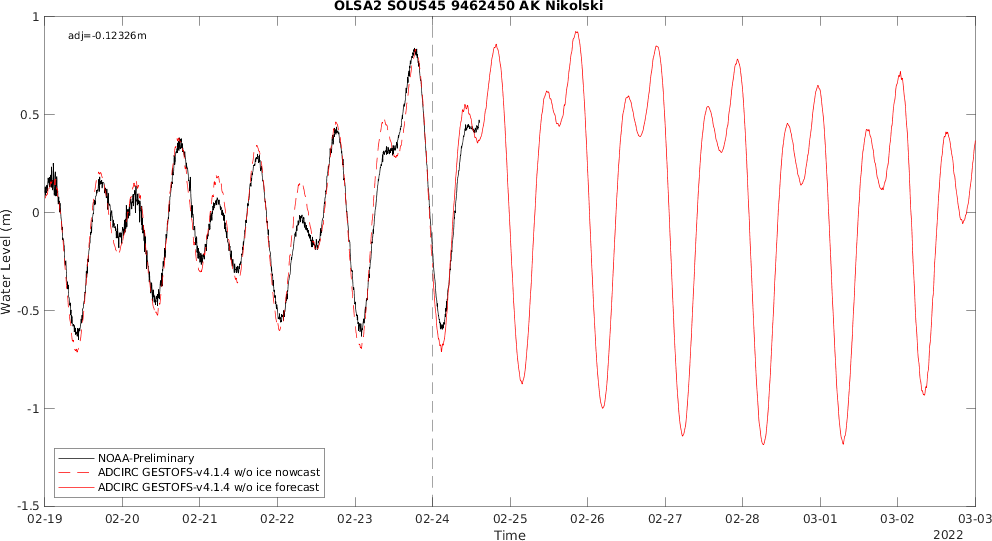 OLSA2 SOUS45 9462450 AK Nikolski
adj=-0.12326m
1
0.5
0
-0.5
-1
-1.5
Water Level (m)
NOAA-Preliminary
ADCIRC GESTOFS-v4.1.4 w/o ice nowcast
ADCIRC GESTOFS-v4.1.4 w/o ice forecast
02-19 02-20 02-21 02-22 02-23 02-24 02-25 02-26 02-27 02-28 03-01 03-02 03-03
Time
2022